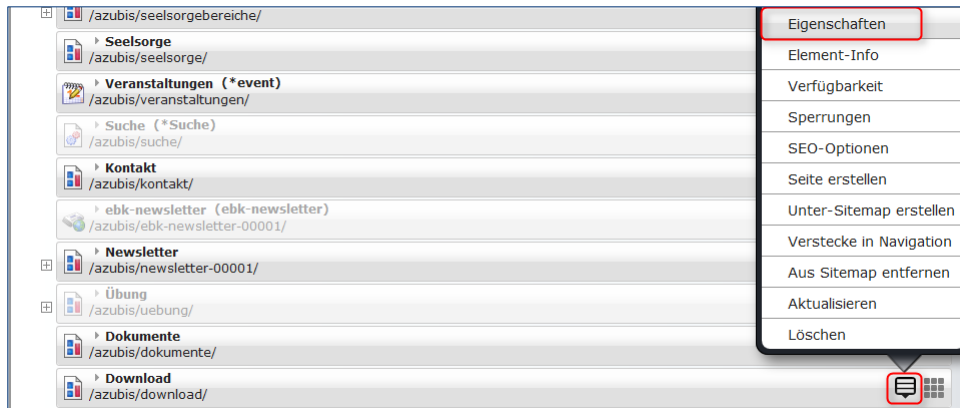 /azubis/seelsorgebereiche/
Seelsorge
/azubis/seelsorge/
Veranstaltungen (*event)
/azubis/veranstaltungen/
Suche (*Suche)
/azubis/suche/
Kontakt
/azubis/kontakt/
ebk-newsletter (ebk-newsletter)
/azubis/ebk-newsletter-00001/
Newsletter
/azubis/newsletter-00001/
Übung
/azubis/uebung/
Dokumente
/azubis/dokumente/
Download
/azubis/download/
Eigenschaften
Element-Info
Verfügbarkeit
Sperrungen
SEO-Optionen
Seite erstellen
Unter-Sitemap erstellen
Verstecke in Navigation
Aus Sitemap entfernen
Aktualisieren
Löschen